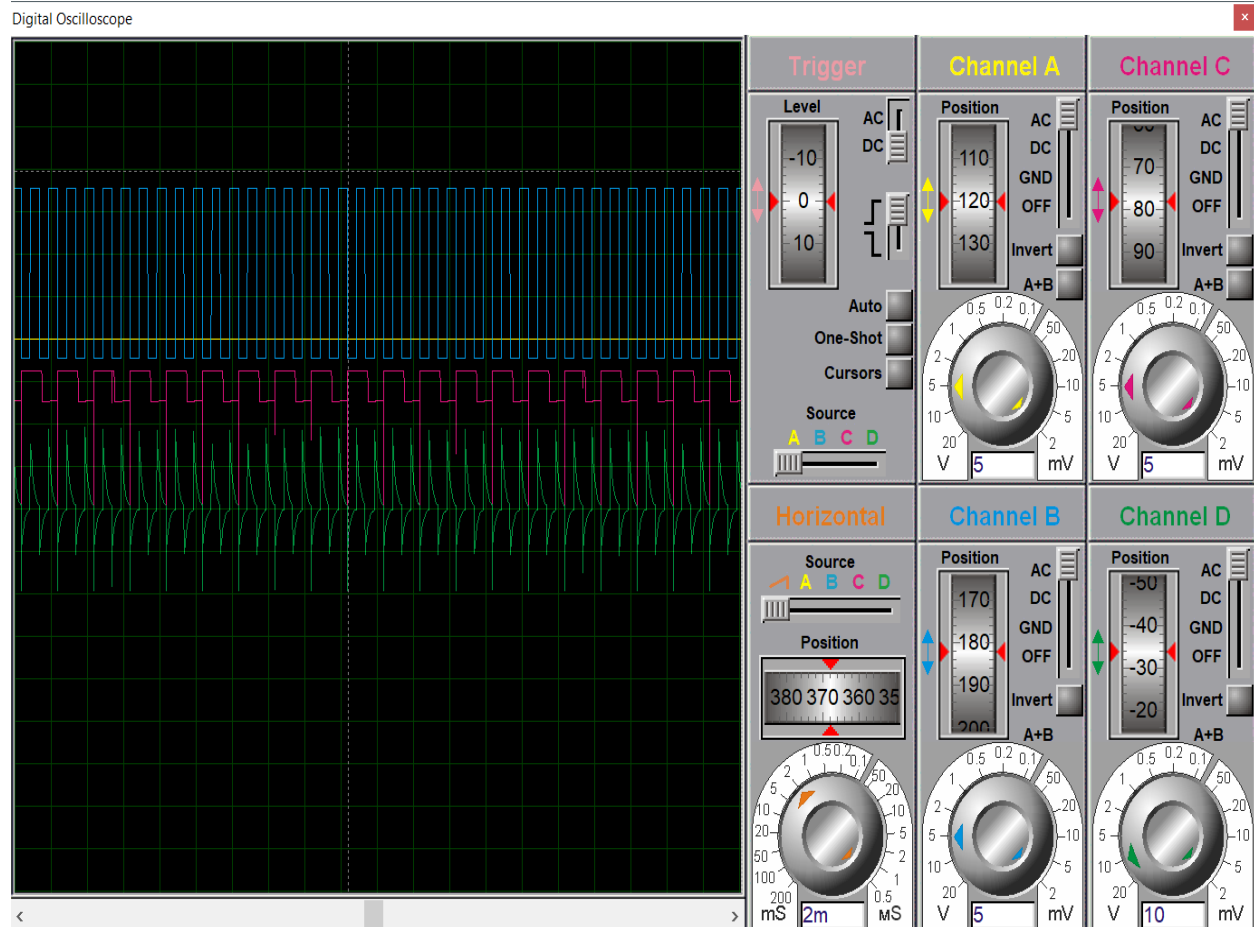 Digital Oscilloscope
x
Trigger
Level
AC
DC
-10
0
10
Auto
One-Shot
Cursors
Source
A B C D
Channel A
Position
AC
DC
GND
OFF
110
120
130
Invert
A+B
20 10 5 2 1 0.5 0.2 0.1 50 20 10 5 2
V 5 mV
Channel C
Position
AC
DC
GND
OFF
70
80
90
Invert
A+B
20 10 5 2 1 0.5 0.2 0.1 50 20 10 5 2
V 5 mV
Horizontal
Source
A B C D
Position
380 370 360 35
200 100 50 20 10 5 2 1 0.5 0.2 0.1 50 20 10 5 2 1 0.5
mS 2m мS
Channel B
Position
AC
DC
GND
OFF
170
180
190
200
Invert
A+B
20 10 5 2 1 0.5 0.2 0.1 50 20 10 5 2
V 5 mV
Channel D
Position
AC
DC
GND
OFF
-50
-40
-30
-20
Invert
A+B
20 10 5 2 1 0.5 0.2 0.1 50 20 10 5 2
V 10 mV